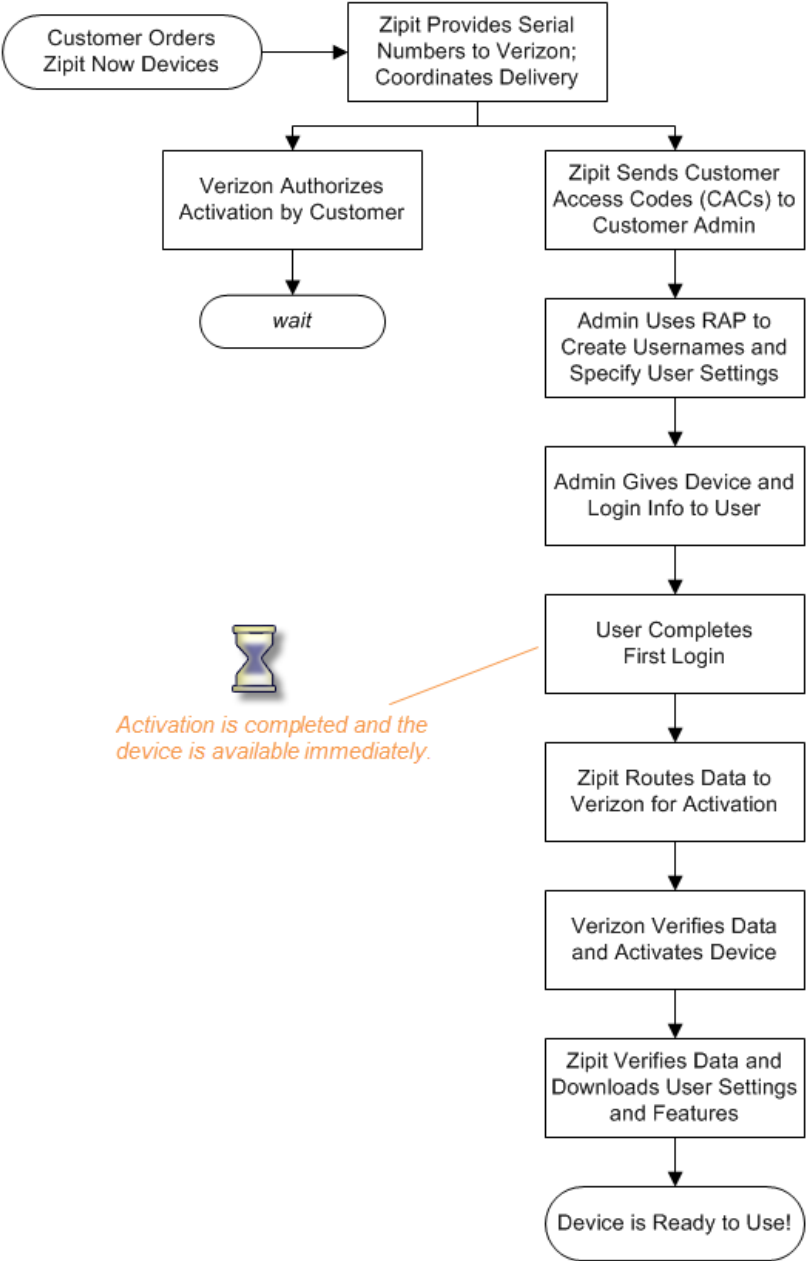 Customer Orders
Zipit Now Devices
Zipit Provides Serial
Numbers to Verizon;
Coordinates Delivery
Verizon Authorizes
Activation by Customer
wait
Zipit Sends Customer
Access Codes (CACs) to
Customer Admin
Admin Uses RAP to
Create Usernames and
Specify User Settings
Admin Gives Device and
Login Info to User
User Completes
First Login
Activation is completed and the
device is available immediately.
Zipit Routes Data to
Verizon for Activation
Verizon Verifies Data
and Activates Device
Zipit Verifies Data and
Downloads User Settings
and Features
Device is Ready to Use!